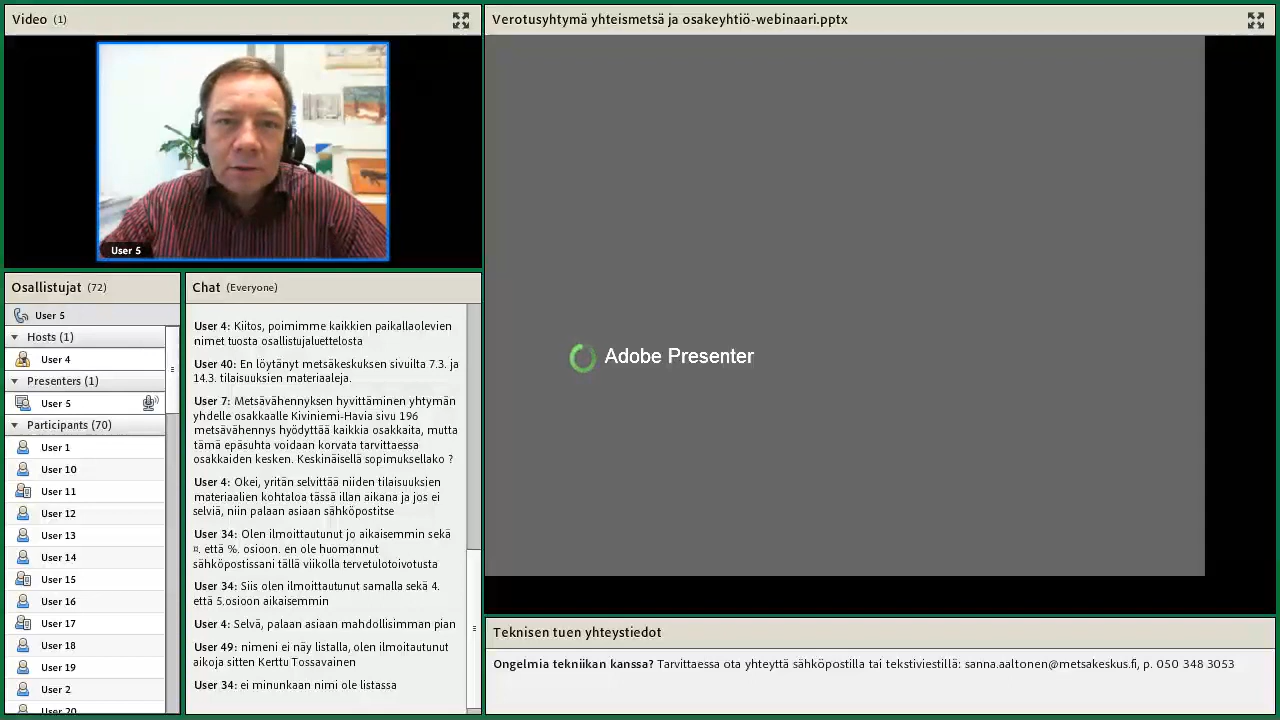 Video (1)
Verotusyhtymä yhteismetsä ja osakeyhtiö-webinaari.pptx
User 5
Adobe Presenter
Osallistujat (72)
User 5
Hosts (1)
User 4
Presenters (1)
User 5
Participants (70)
User 1
User 10
User 11
User 12
User 13
User 14
User 15
User 16
User 17
User 18
User 19
User 2
User 20
Chat (Everyone)
User 4: Kiitos, poimimme kaikkien paikallaolevien
nimet tuosta osallistujaluettelosta
User 40: En löytänyt metsäkeskuksen sivuilta 7.3. ja
14.3. tilaisuuksien materiaaleja.
User 7: Metsävähennyksen hyvittäminen yhtymän
yhdelle osakkaalle Kiviniemi-Havia sivu 196
metsävähennys hyödyttää kaikkia osakkaita, mutta
tämä epäsuhta voidaan korvata tarvittaessa
osakkaiden kesken. Keskinäisellä sopimuksellako ?
User 4: Okei, yritän selvittää niiden tilaisuuksien
materiaalien kohtaloa tässä illan aikana ja jos ei
selviä, niin palaan asiaan sähköpostitse
User 34: Olen ilmoittautunut jo aikaisemmin sekä
¤. että %. osioon. en ole huomannut
sähköpostissani tällä viikolla tervetulotoivotusta
User 34: Siis olen ilmoittautunut samalla sekä 4.
että 5.osioon aikaisemmin
User 4: Selvä, palaan asiaan mahdollisimman pian
User 49: nimeni ei näy listalla, olen ilmoitautunut
aikoja sitten Kerttu Tossavainen
User 34: ei minunkaan nimi ole listassa
Teknisen tuen yhteystiedot
Ongelmia tekniikan kanssa? Tarvittaessa ota yhteyttä sähköpostilla tai tekstiviestillä: sanna.aaltonen@metsakeskus.fi, p. 050 348 3053